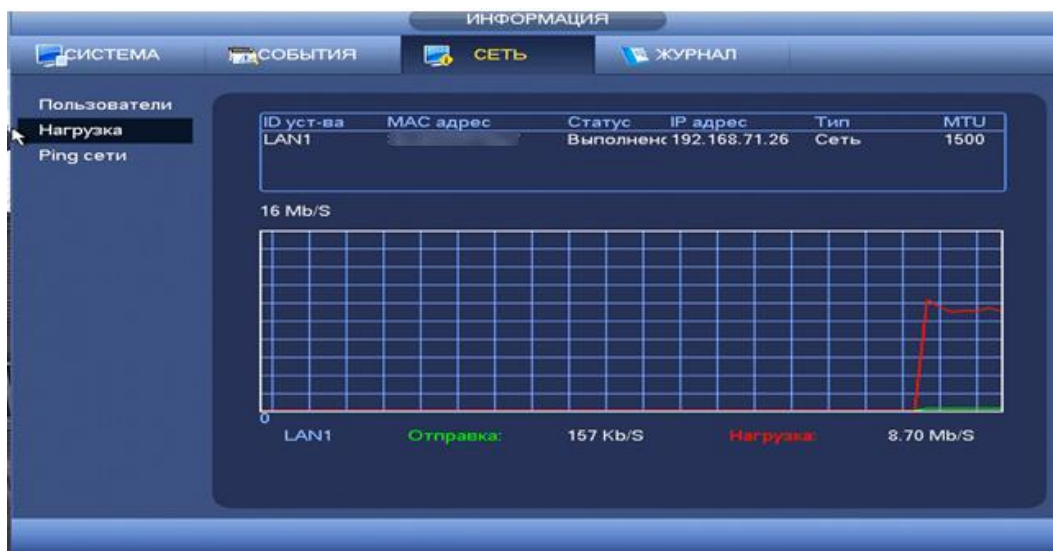 ИНФОРМАЦИЯ
СИСТЕМА СОБЫТИЯ СЕТЬ ЖУРНАЛ
Пользователи
Нагрузка
Ping сети
ID уст-ва MAC адрес Статус IP адрес Тип MTU
LAN1 Выполненс 192.168.71.26 Сеть 1500
16 Mb/S
0
LAN1 Отправка: 157 Kb/S Нагрузка: 8.70 Mb/S